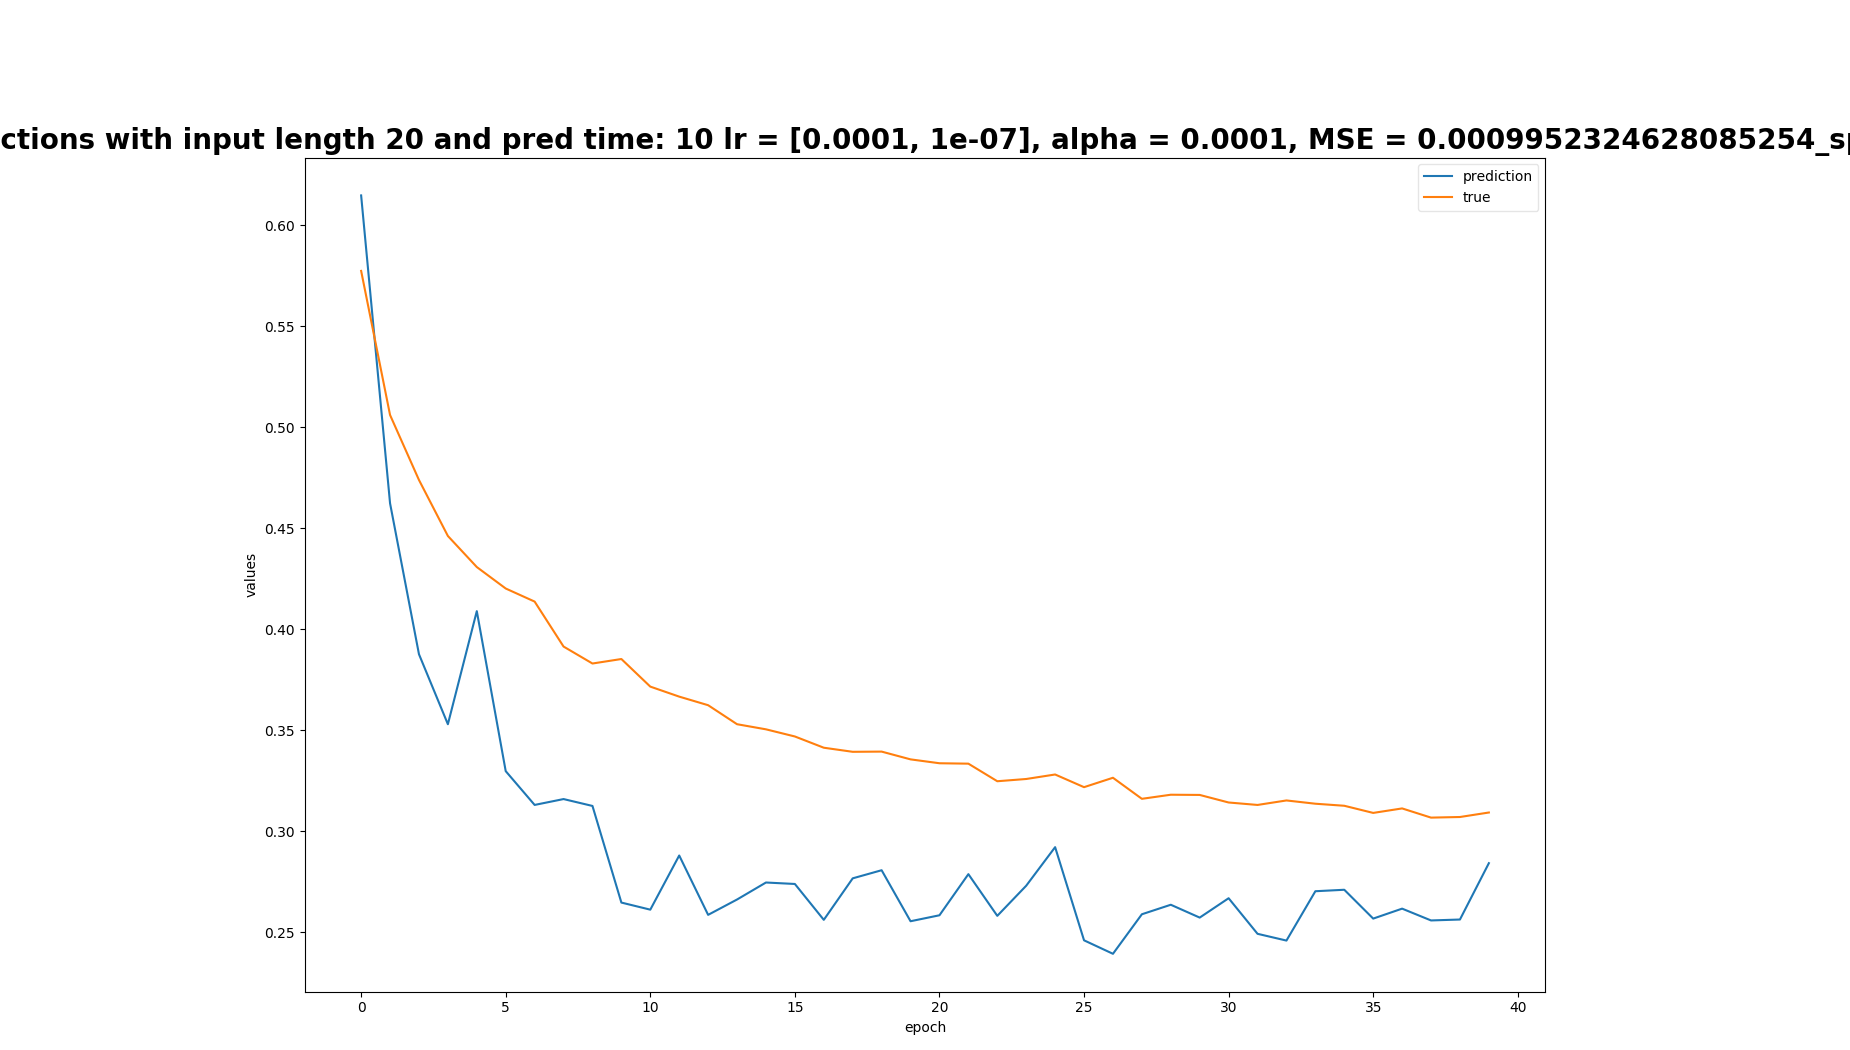 ctions with input length 20 and pred time: 10 lr = [0.0001, 1e-07], alpha = 0.0001, MSE = 0.0009952324628085254_sp
prediction
true
0.60
0.55
0.50
0.45
0.40
0.35
0.30
0.25
values
0 5 10 15 20 25 30 35 40
epoch